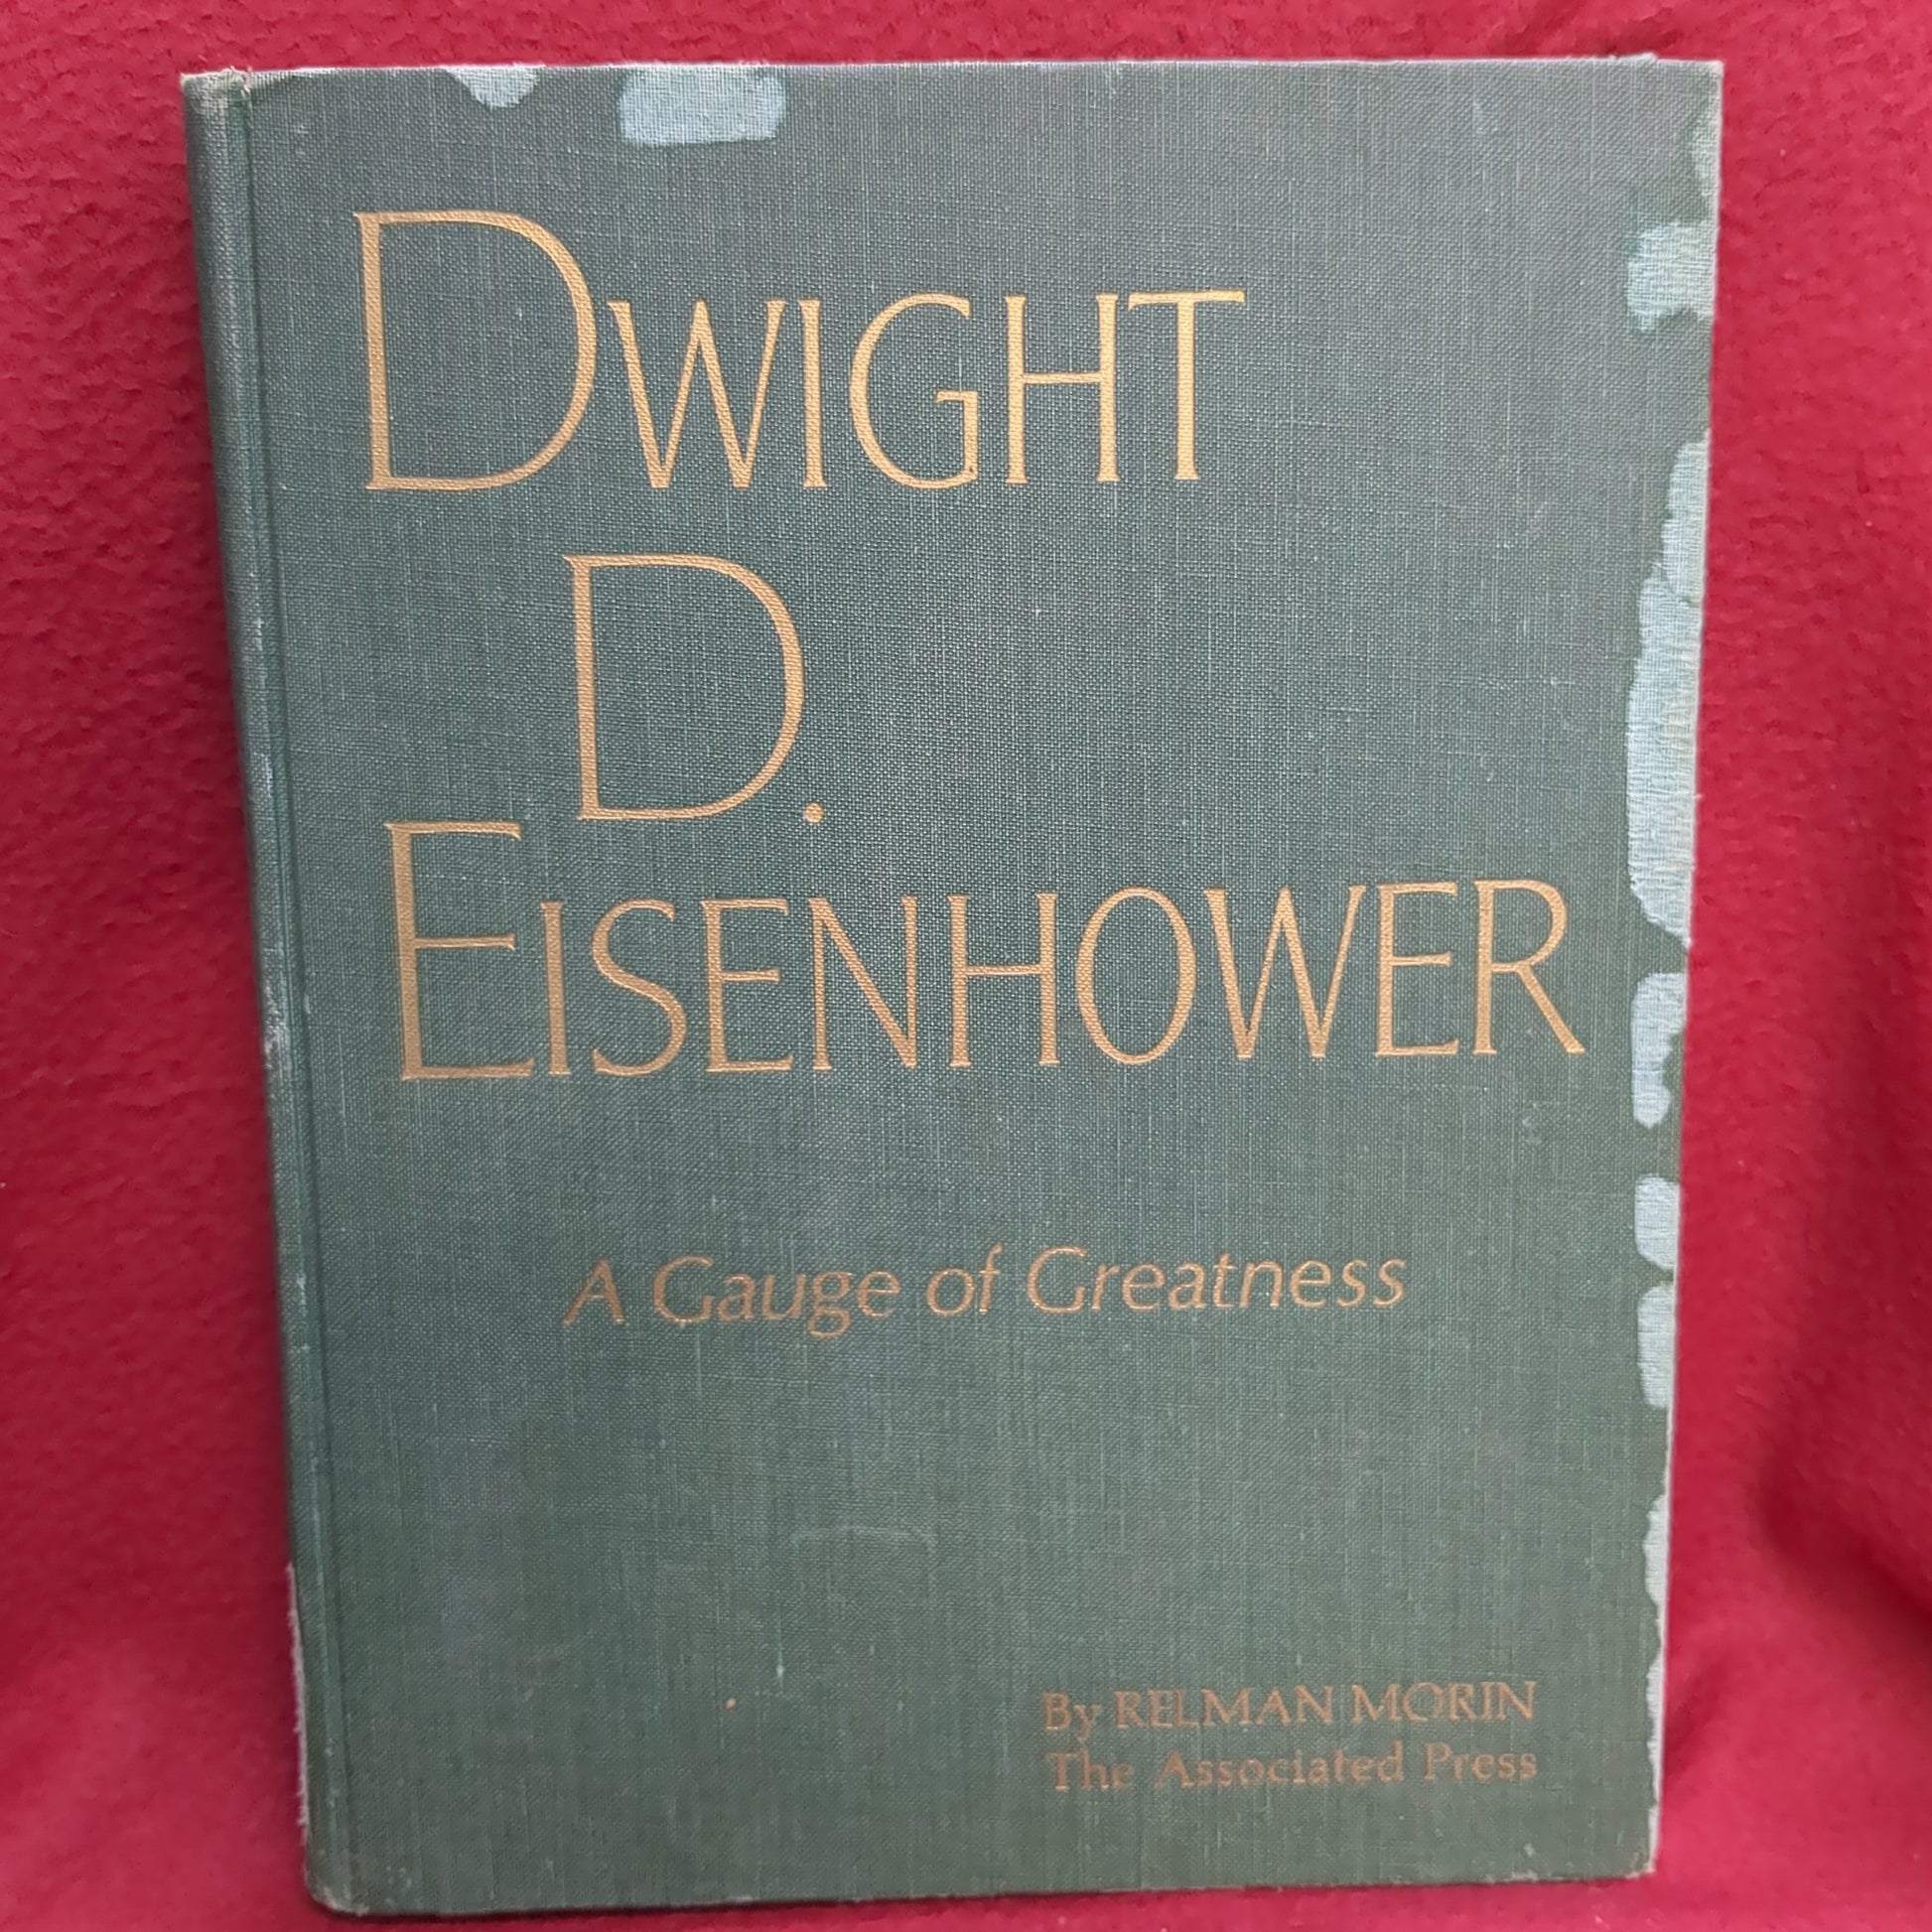 DWIGHT
D.
EISENHOWER
A Gauge of Greatness
By RELMAN MORIN
The Associated Press